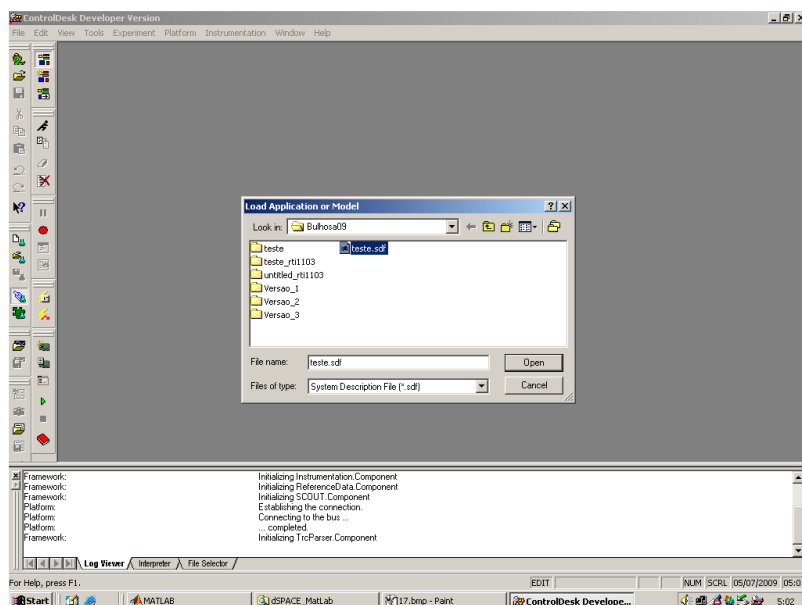 ControlDesk Developer Version
File Edit View Tools Experiment Platform Instrumentation Window Help
Load Application or Model
Look in: Bulhosa09
teste teste.sdf
teste_rti1103
untitled_rti1103
Versao_1
Versao_2
Versao_3
File name: teste.sdf Open
Files of type: System Description File (*.sdf) Cancel
Framework: Initializing Instrumentation.Component
Framework: Initializing ReferenceData.Component
Framework: Initializing SCOUT.Component
Platform: Establishing the connection.
Platform: Connecting to the bus ...
Platform: ... completed.
Framework: Initializing TrcParser.Component
Log Viewer Interpreter File Selector
For Help, press F1. EDIT NUM SCRL 05/07/2009 05:0
Start MATLAB dSPACE_MatLab 17.bmp - Paint ControlDesk Develope... 5:02